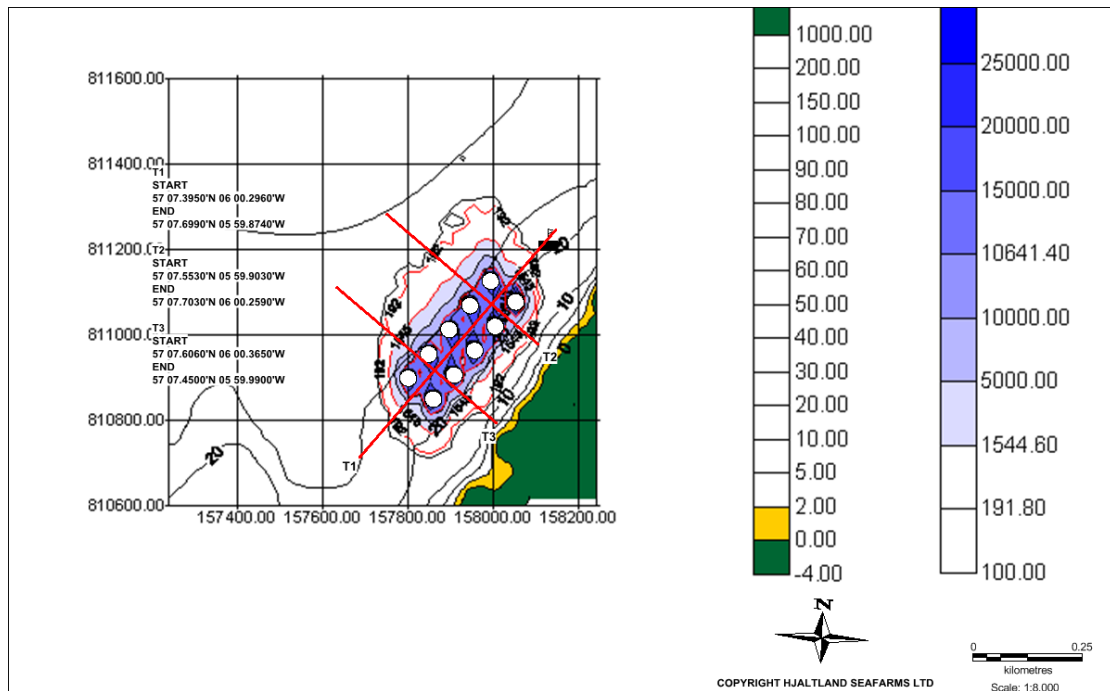 811600.00
811400.00
811200.00
811000.00
810800.00
810600.00
157400.00 157600.00 157800.00 158000.00 158200.00
T1
START
57 07.3950'N 06 00.2960'W
END
57 07.6990'N 05 59.8740'W
T2
START
57 07.5530'N 05 59.9030'W
END
57 07.7030'N 06 00.2590'W
T3
START
57 07.6060'N 06 00.3650'W
END
57 07.4500'N 05 59.9900'W
192
192
20
10
0
T2
192
10
20
T3
T1
20
1000.00
200.00
150.00
100.00
90.00
80.00
70.00
60.00
50.00
40.00
30.00
20.00
10.00
5.00
2.00
0.00
-4.00
25000.00
20000.00
15000.00
10641.40
10000.00
5000.00
1544.60
191.80
100.00
N
0 0.25
kilometres
Scale: 1:8,000
COPYRIGHT HJALTLAND SEAFARMS LTD